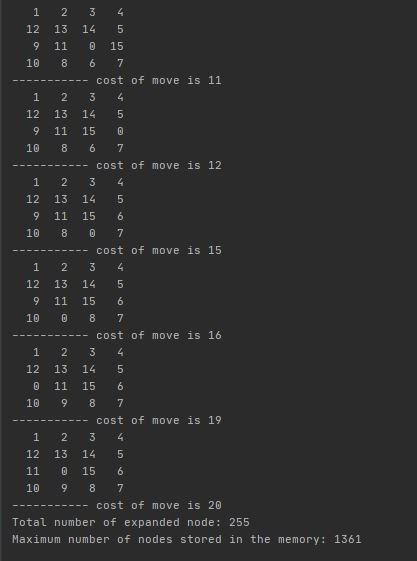 1 2 3 4
12 13 14 5
9 11 0 15
10 8 6 7
----------- cost of move is 11
1 2 3 4
12 13 14 5
9 11 15 0
10 8 6 7
----------- cost of move is 12
1 2 3 4
12 13 14 5
9 11 15 6
10 8 0 7
----------- cost of move is 15
1 2 3 4
12 13 14 5
9 11 15 6
10 0 8 7
----------- cost of move is 16
1 2 3 4
12 13 14 5
0 11 15 6
10 9 8 7
----------- cost of move is 19
1 2 3 4
12 13 14 5
11 0 15 6
10 9 8 7
----------- cost of move is 20
Total number of expanded node: 255
Maximum number of nodes stored in the memory: 1361